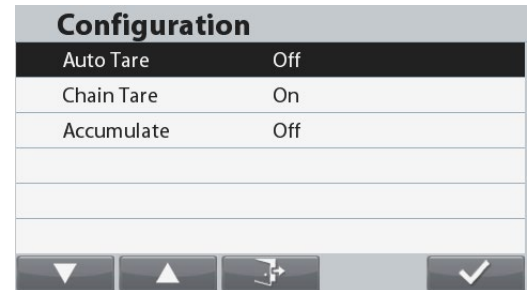 Configuration
Auto Tare Off
Chain Tare On
Accumulate Off